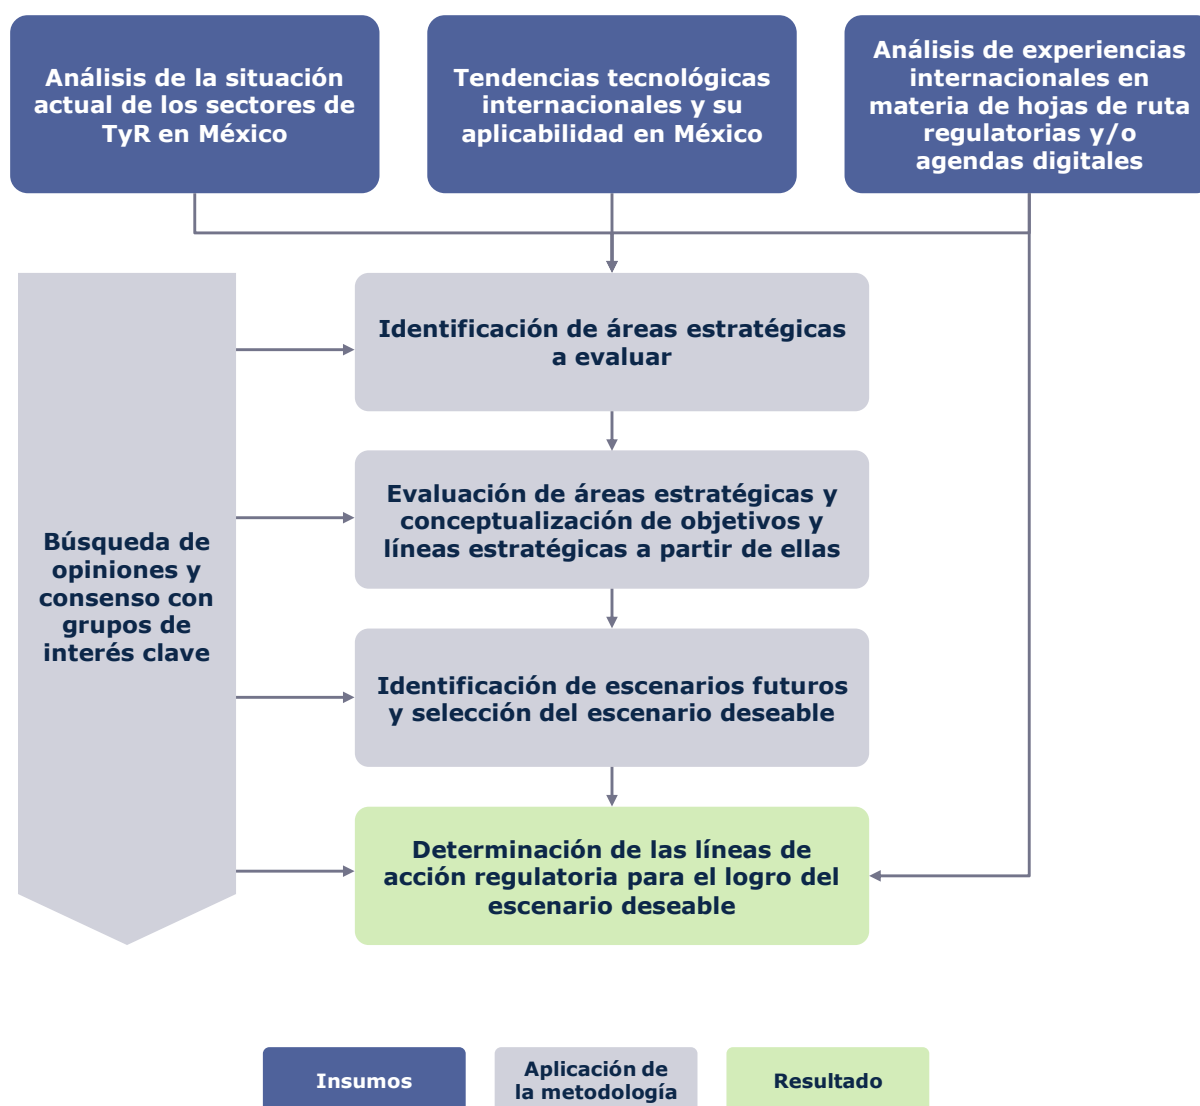 Análisis de la situación
actual de los sectores de
TyR en México
Tendencias tecnológicas
internacionales y su
aplicabilidad en México
Análisis de experiencias
internacionales en
materia de hojas de ruta
regulatorias y/o
agendas digitales
Identificación de áreas estratégicas
a evaluar
Evaluación de áreas estratégicas y
conceptualización de objetivos y
líneas estratégicas a partir de ellas
Búsqueda de
opiniones y
consenso con
grupos de
interés clave
Identificación de escenarios futuros
y selección del escenario deseable
Determinación de las líneas de
acción regulatoria para el logro del
escenario deseable
Insumos
Aplicación de
la metodología
Resultado